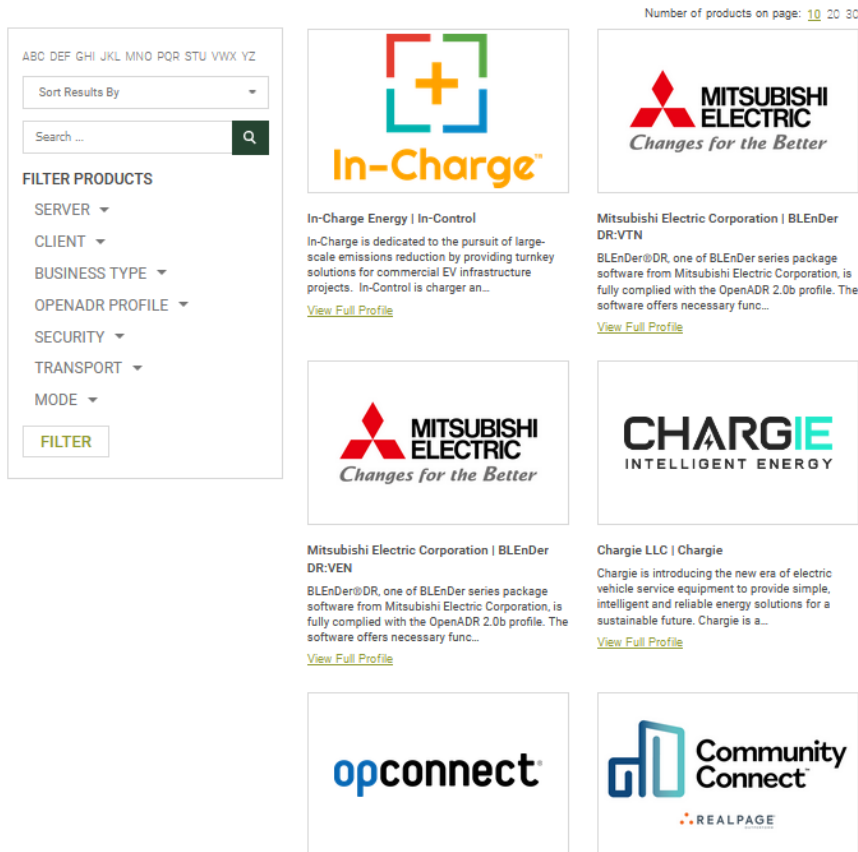 Number of products on page: 10 20 30
ABC DEF GHI JKL MNO PQR STU VWX YZ
Sort Results By
Search ...
FILTER PRODUCTS
SERVER
CLIENT
BUSINESS TYPE
OPENADR PROFILE
SECURITY
TRANSPORT
MODE
FILTER
In-Charge™
In-Charge Energy | In-Control
In-Charge is dedicated to the pursuit of large-
scale emissions reduction by providing turnkey
solutions for commercial EV infrastructure
projects. In-Control is charger an...
View Full Profile
MITSUBISHI
ELECTRIC
Changes for the Better
Mitsubishi Electric Corporation | BLEnDer
DR:VTN
BLEnDer®DR, one of BLEnDer series package
software from Mitsubishi Electric Corporation, is
fully complied with the OpenADR 2.0b profile. The
software offers necessary func...
View Full Profile
MITSUBISHI
ELECTRIC
Changes for the Better
Mitsubishi Electric Corporation | BLEnDer
DR:VEN
BLEnDer®DR, one of BLEnDer series package
software from Mitsubishi Electric Corporation, is
fully complied with the OpenADR 2.0b profile. The
software offers necessary func...
View Full Profile
CHARGIE
INTELLIGENT ENERGY
Chargie LLC | Chargie
Chargie is introducing the new era of electric
vehicle service equipment to provide simple,
intelligent and reliable energy solutions for a
sustainable future. Chargie is a...
View Full Profile
opconnect®
Community
Connect™
REALPAGE